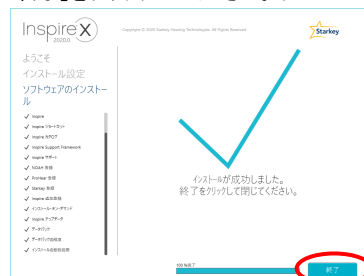 Inspire X
2020.0
Copyright © 2020 Starkey Hearing Technologies. All Rights Reserved
Starkey
ようこそ
インストール設定
ソフトウェアのインストー
ル
Inspire
Inspire ショートカット
Inspire Support Framework
Inspire サポート
NOAH 登録
ProHear 登録
Starkey 登録
インストール・オン・デマンド
Inspire アップデータ
データパック
インストールが成功しました。
終了をクリックして閉じてください。
100 %完了
終了